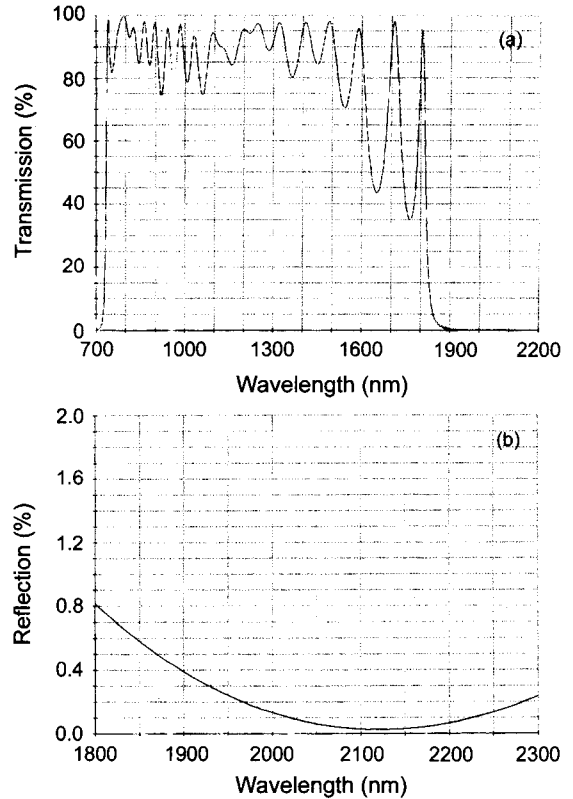 (a)
100
80
60
40
20
0
Transmission (%)
700 1000 1300 1600 1900 2200
Wavelength (nm)
(b)
2.0
1.6
1.2
0.8
0.4
0.0
Reflection (%)
1800 1900 2000 2100 2200 2300
Wavelength (nm)